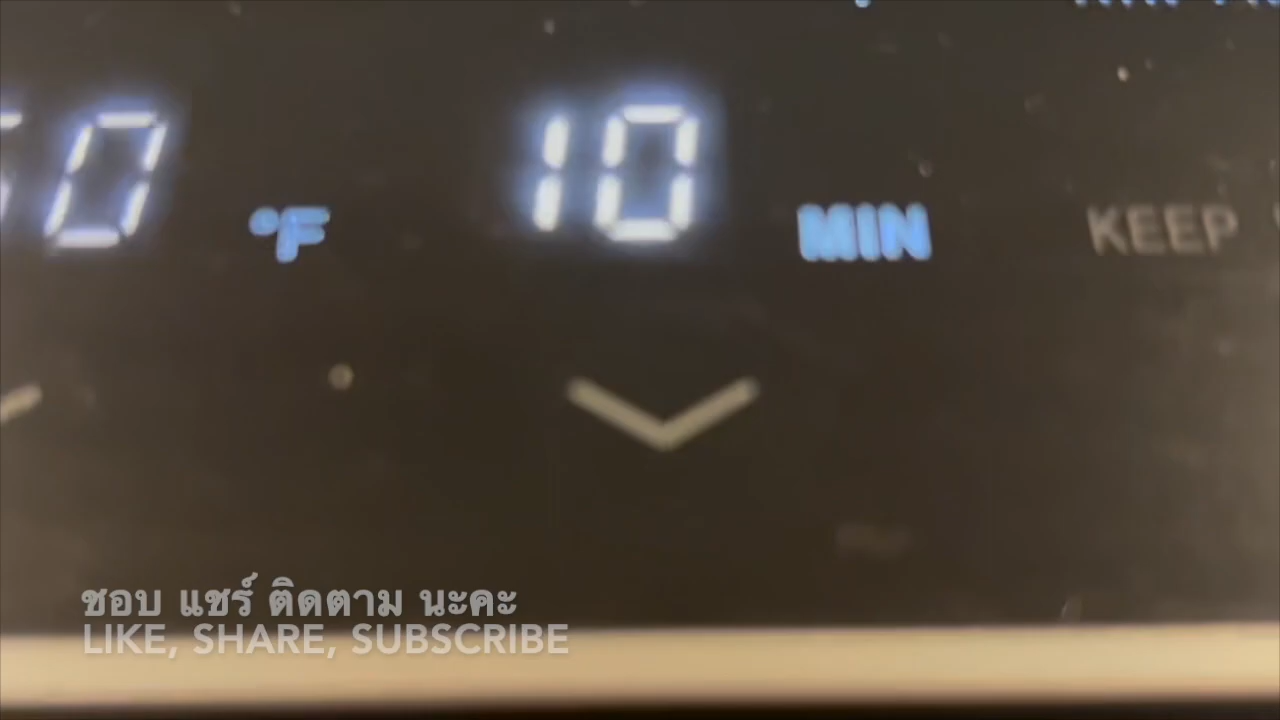 0 °F 10 MIN KEEP
ชอบ แชร์ ติดตาม นะคะ
LIKE, SHARE, SUBSCRIBE